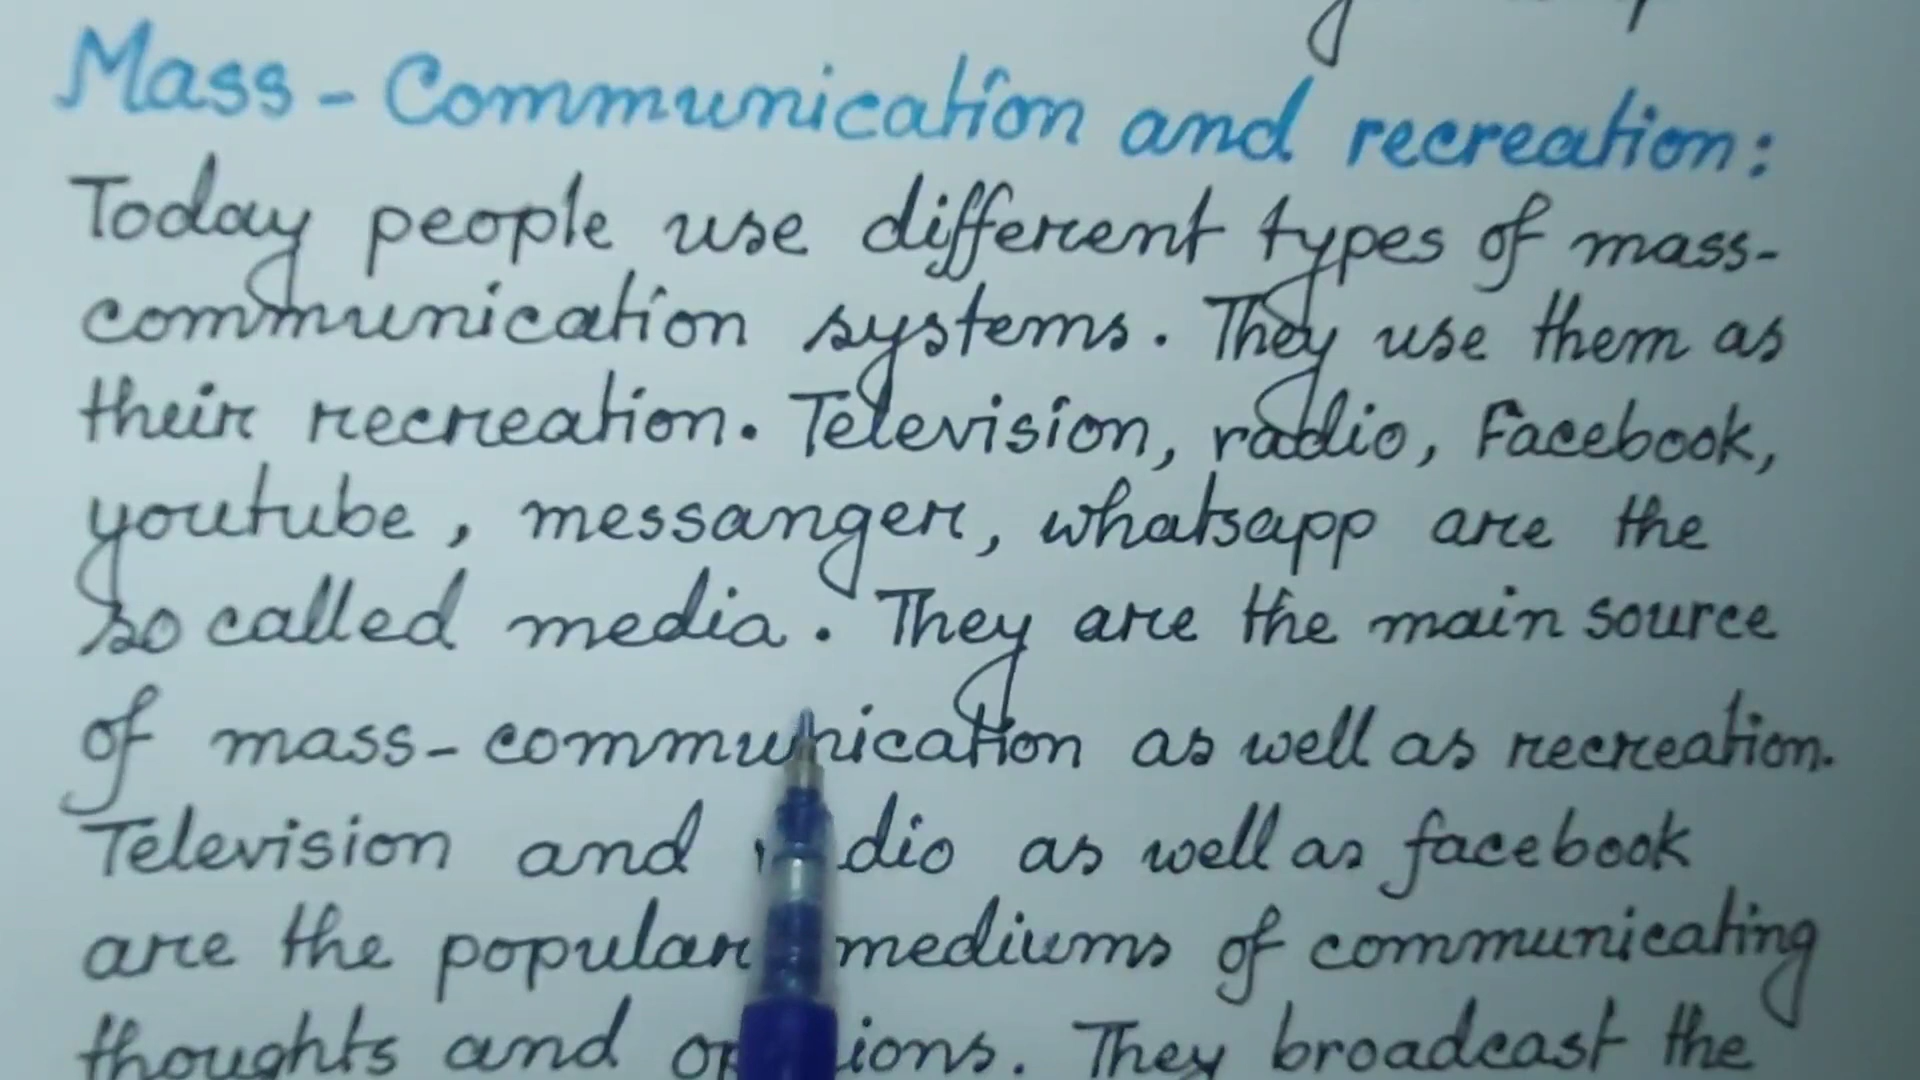 Mass - Communication and recreation:
Today people use different types of mass-
communication systems. They use them as
their recreation. Television, radio, Facebook,
youtube, messanger, whatsapp are the
so called media. They are the main source
of mass-communication as well as recreation.
Television and radio as well as facebook
are the popular mediums of communicating
thoughts and opinions. They broadcast the